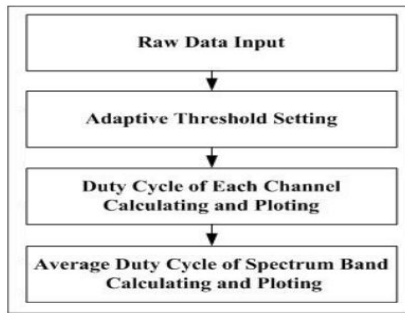 Raw Data Input
Adaptive Threshold Setting
Duty Cycle of Each Channel
Calculating and Ploting
Average Duty Cycle of Spectrum Band
Calculating and Ploting